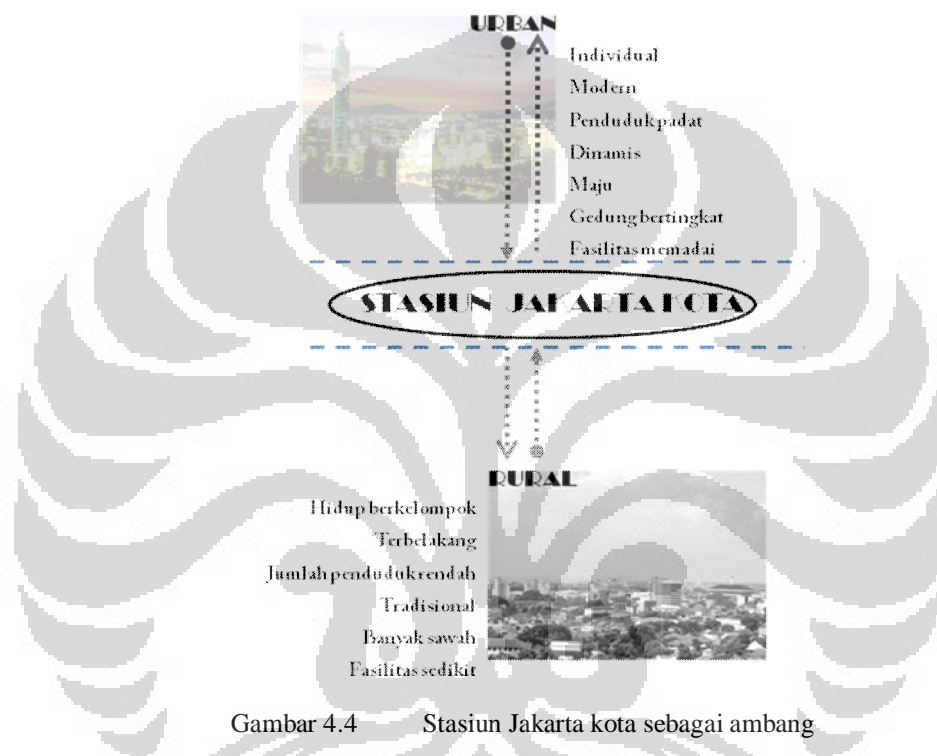 URBAN
Individual
Modern
Penduduk padat
Dinamis
Maju
Gedung bertingkat
Fasilitas memadai
STASIUN JAKARTA KOTA
RURAL
Hidup berkelompok
Terbelakang
Jumlah penduduk rendah
Tradisional
Banyak sawah
Fasilitas sedikit
Gambar 4.4 Stasiun Jakarta kota sebagai ambang